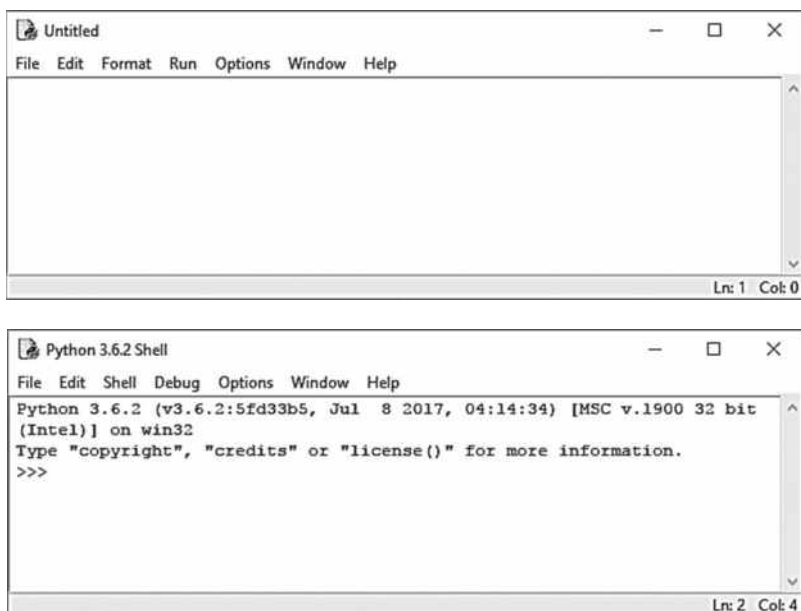 Untitled
File Edit Format Run Options Window Help
Ln: 1 Col: 0
Python 3.6.2 Shell
File Edit Shell Debug Options Window Help
Python 3.6.2 (v3.6.2:5fd33b5, Jul  8 2017, 04:14:34) [MSC v.1900 32 bit
(Intel)] on win32
Type "copyright", "credits" or "license()" for more information.
>>>
Ln: 2 Col: 4